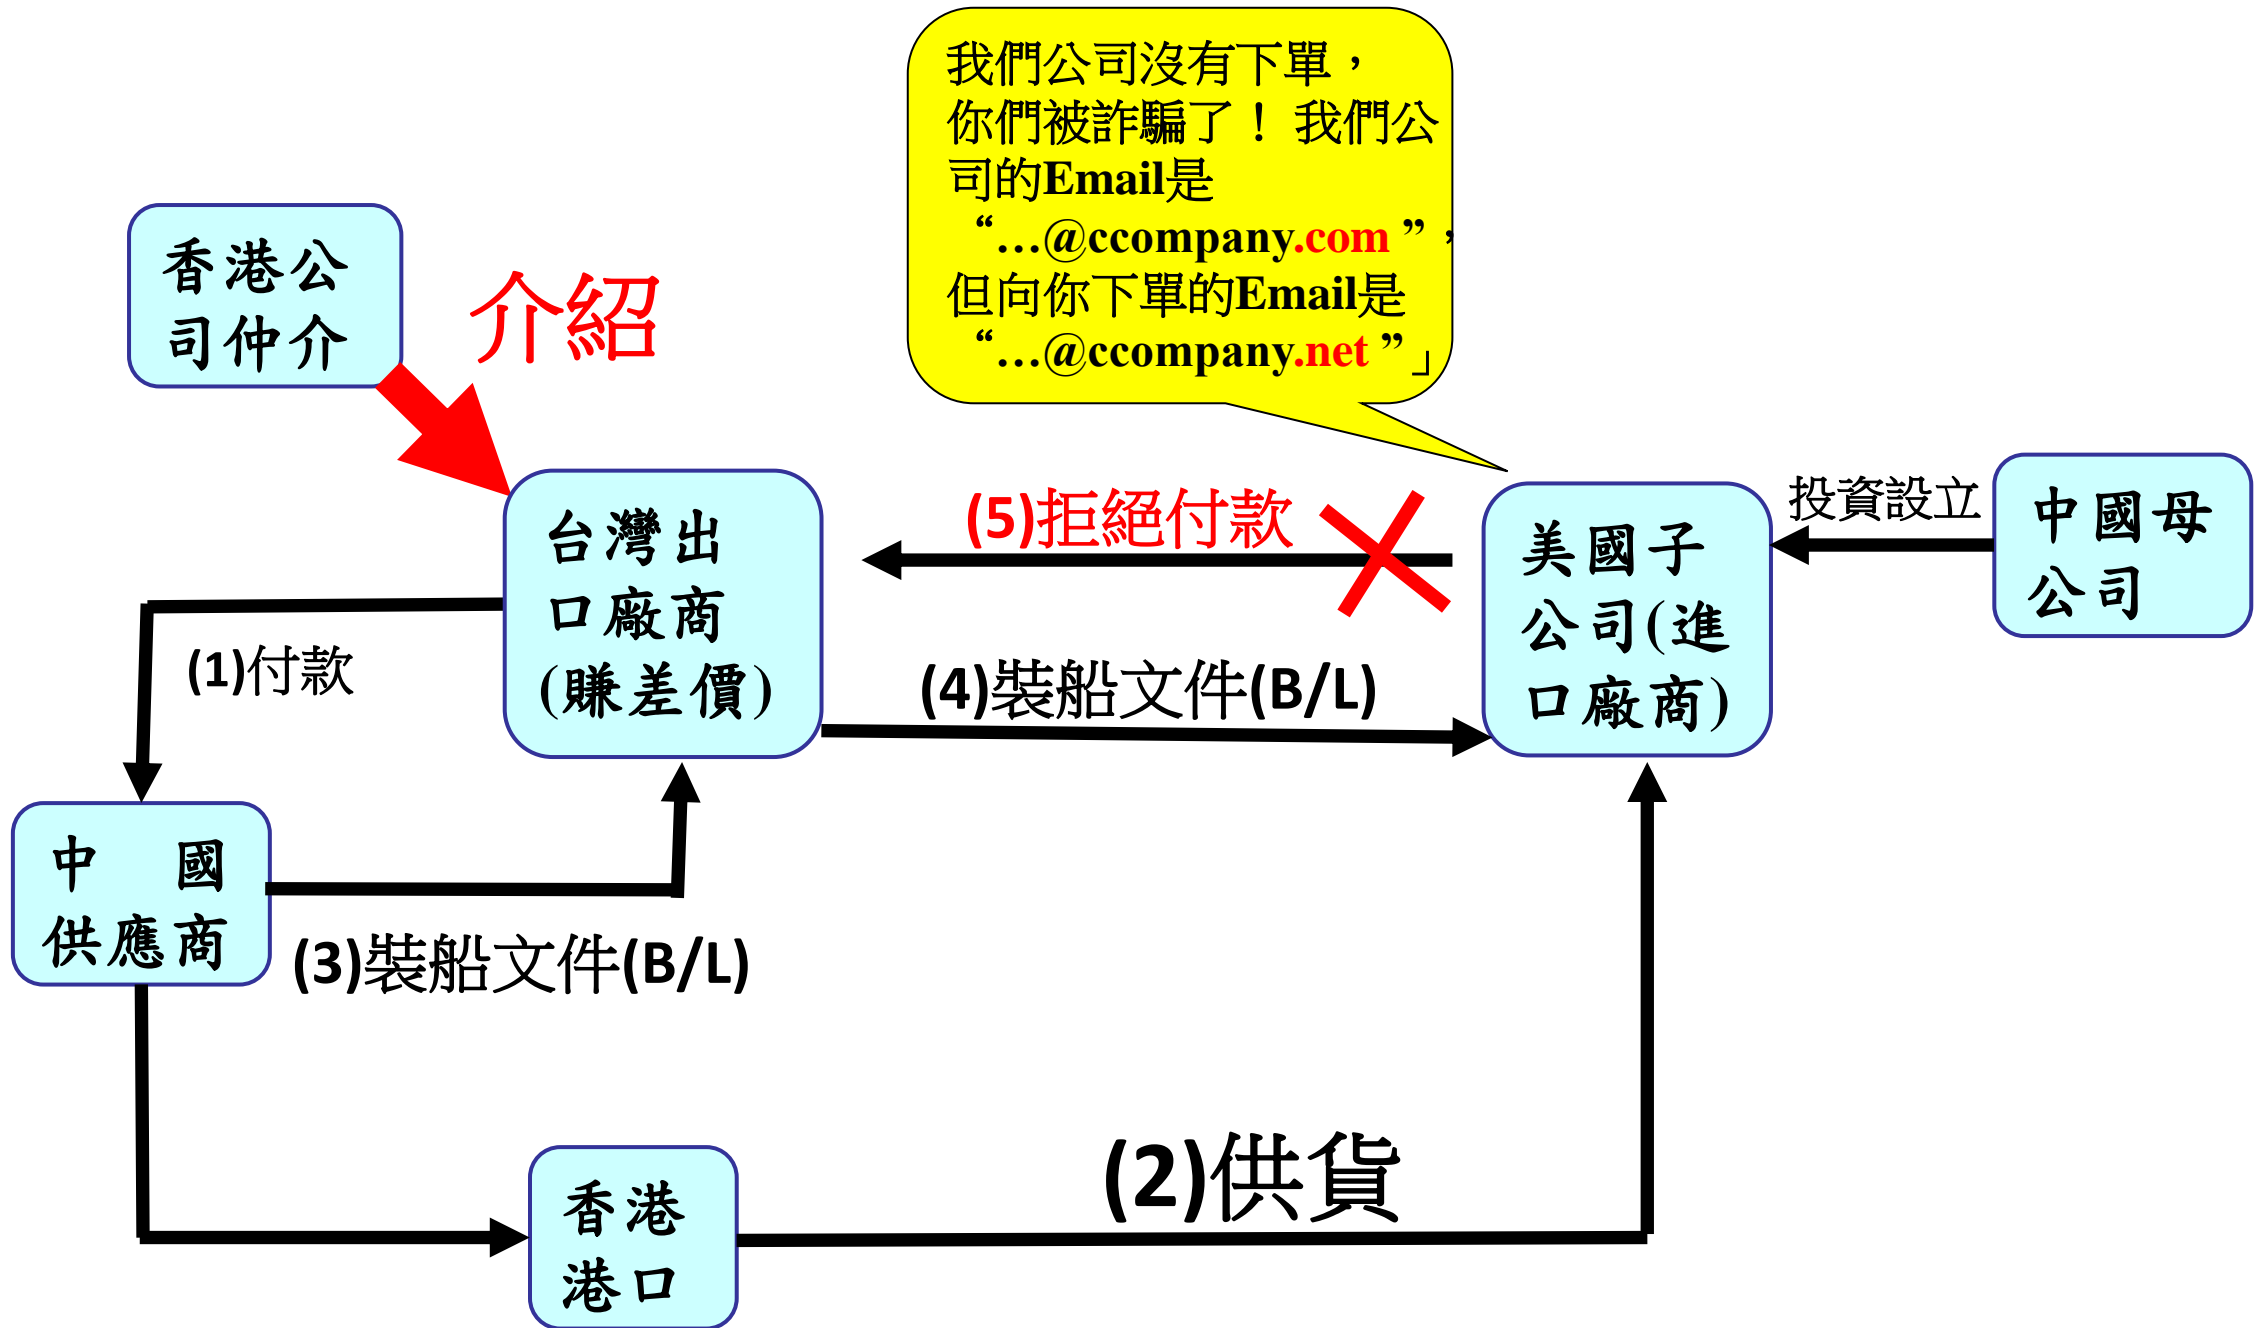 我們公司沒有下單，
你們被詐騙了！ 我們公
司的Email是
“…@ccompany.com ”，
但向你下單的Email是
“…@ccompany.net ”」
香港公
司仲介
介紹
台灣出
口廠商
(賺差價)
(5)拒絕付款
美國子
公司(進
口廠商)
投資設立
中國母
公司
(1)付款
(4)裝船文件(B/L)
中 國
供應商
(3)裝船文件(B/L)
(2)供貨
香港
港口